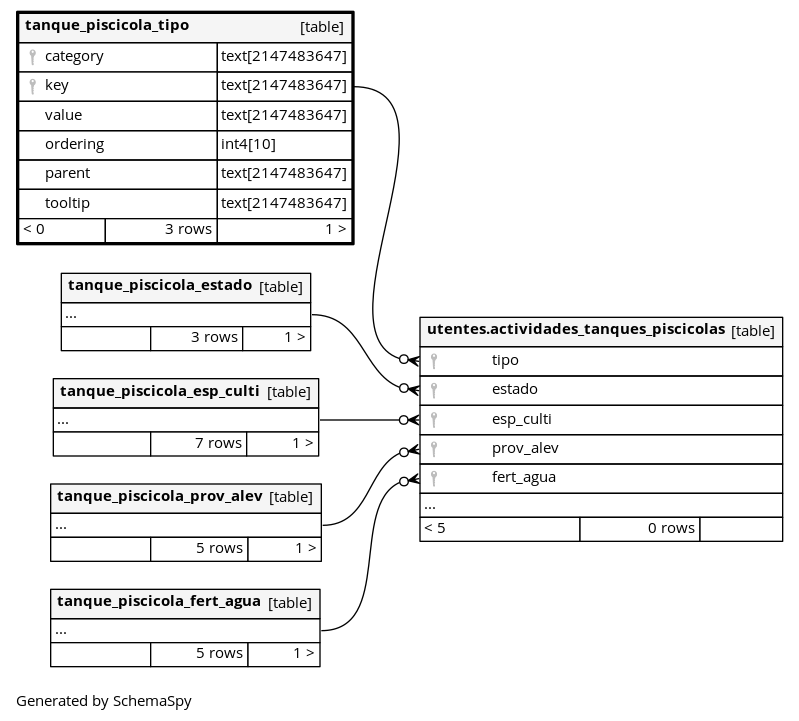 tanque_piscicola_tipo [table]
category text[2147483647]
key text[2147483647]
value text[2147483647]
ordering int4[10]
parent text[2147483647]
tooltip text[2147483647]
< 0 3 rows 1 >
tanque_piscicola_estado [table]
...
3 rows 1 >
tanque_piscicola_esp_culti [table]
...
7 rows 1 >
tanque_piscicola_prov_alev [table]
...
5 rows 1 >
tanque_piscicola_fert_agua [table]
...
5 rows 1 >
utentes.actividades_tanques_piscicolas [table]
tipo
estado
esp_culti
prov_alev
fert_agua
...
< 5 0 rows
Generated by SchemaSpy